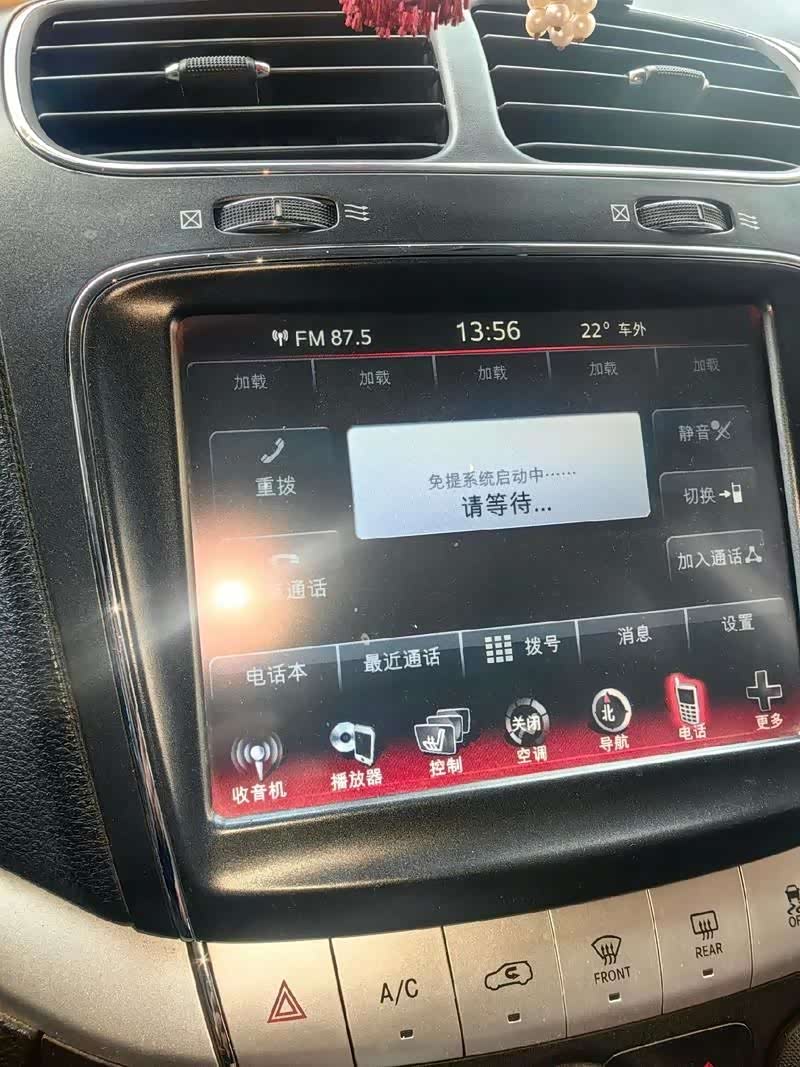 FM 87.5
13:56
22° 车外
加载
加载
加载
加载
加载
重拨
免提系统启动中……
请等待...
静音
切换
通话
加入通话
电话本
最近通话
拨号
消息
设置
收音机
播放器
控制
关闭
空调
北
导航
电话
更多
A/C
FRONT
REAR